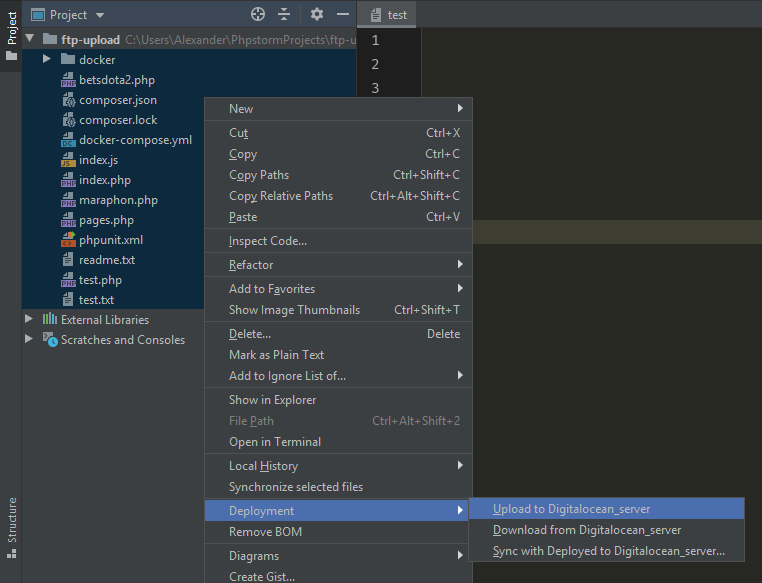 Project
Project
test
ftp-upload C:\Users\Alexander\PhpstormProjects\ftp-u
1
docker
2
betsdota2.php
3
composer.json
composer.lock
docker-compose.yml
index.js
index.php
maraphon.php
pages.php
phpunit.xml
readme.txt
test.php
test.txt
External Libraries
Scratches and Consoles
Structure
New
Cut Ctrl+X
Copy Ctrl+C
Copy Paths Ctrl+Shift+C
Copy Relative Paths Ctrl+Alt+Shift+C
Paste Ctrl+V
Inspect Code...
Refactor
Add to Favorites
Show Image Thumbnails Ctrl+Shift+T
Delete... Delete
Mark as Plain Text
Add to Ignore List of...
Show in Explorer
File Path Ctrl+Alt+Shift+2
Open in Terminal
Local History
Synchronize selected files
Deployment
Remove BOM
Diagrams
Create Gist...
Upload to Digitalocean_server
Download from Digitalocean_server
Sync with Deployed to Digitalocean_server...